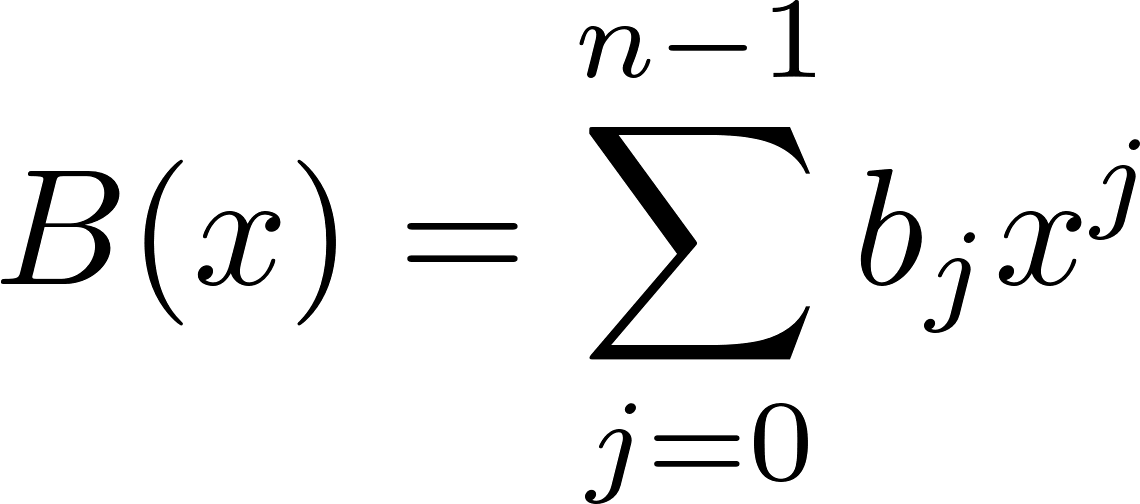 B(x) = \sum_{j=0}^{n-1} b_j x^j